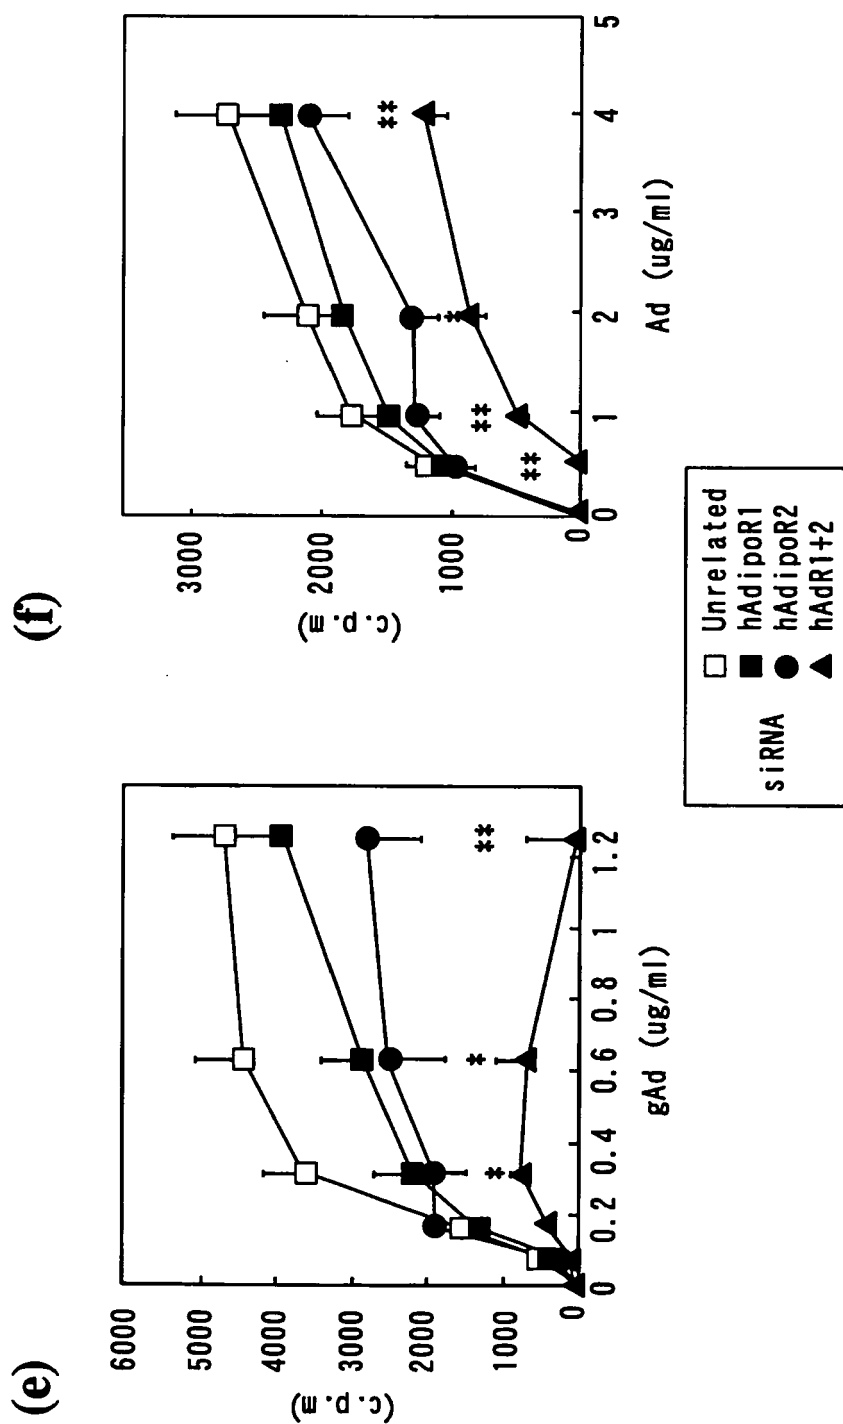 (e)
6000
5000
4000
3000
2000
1000
0
(c.p.m)
**
*
*
0
0.2
0.4
0.6
0.8
1
1.2
gAd (ug/ml)
(f)
3000
2000
1000
0
(c.p.m)
**
**
*
**
0
1
2
3
4
5
Ad (ug/ml)
siRNA
Unrelated
hAdipoR1
hAdipoR2
hAdR1+2